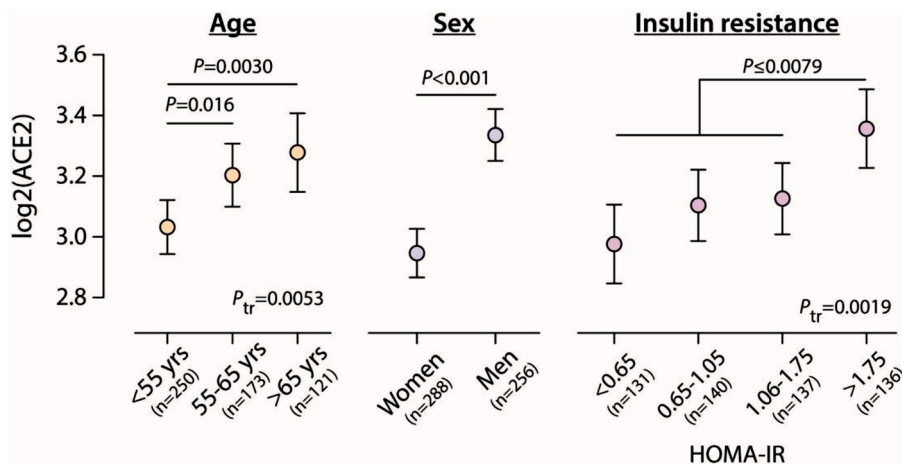 Age
Sex
Insulin resistance
log2(ACE2)
3.6
3.4
3.2
3.0
2.8
P=0.0030
P=0.016
Ptr=0.0053
P<0.001
P≤0.0079
Ptr=0.0019
<55 yrs
(n=250)
55-65 yrs
(n=173)
>65 yrs
(n=121)
Women
(n=288)
Men
(n=256)
<0.65
(n=131)
0.65-1.05
(n=140)
1.06-1.75
(n=137)
>1.75
(n=136)
HOMA-IR